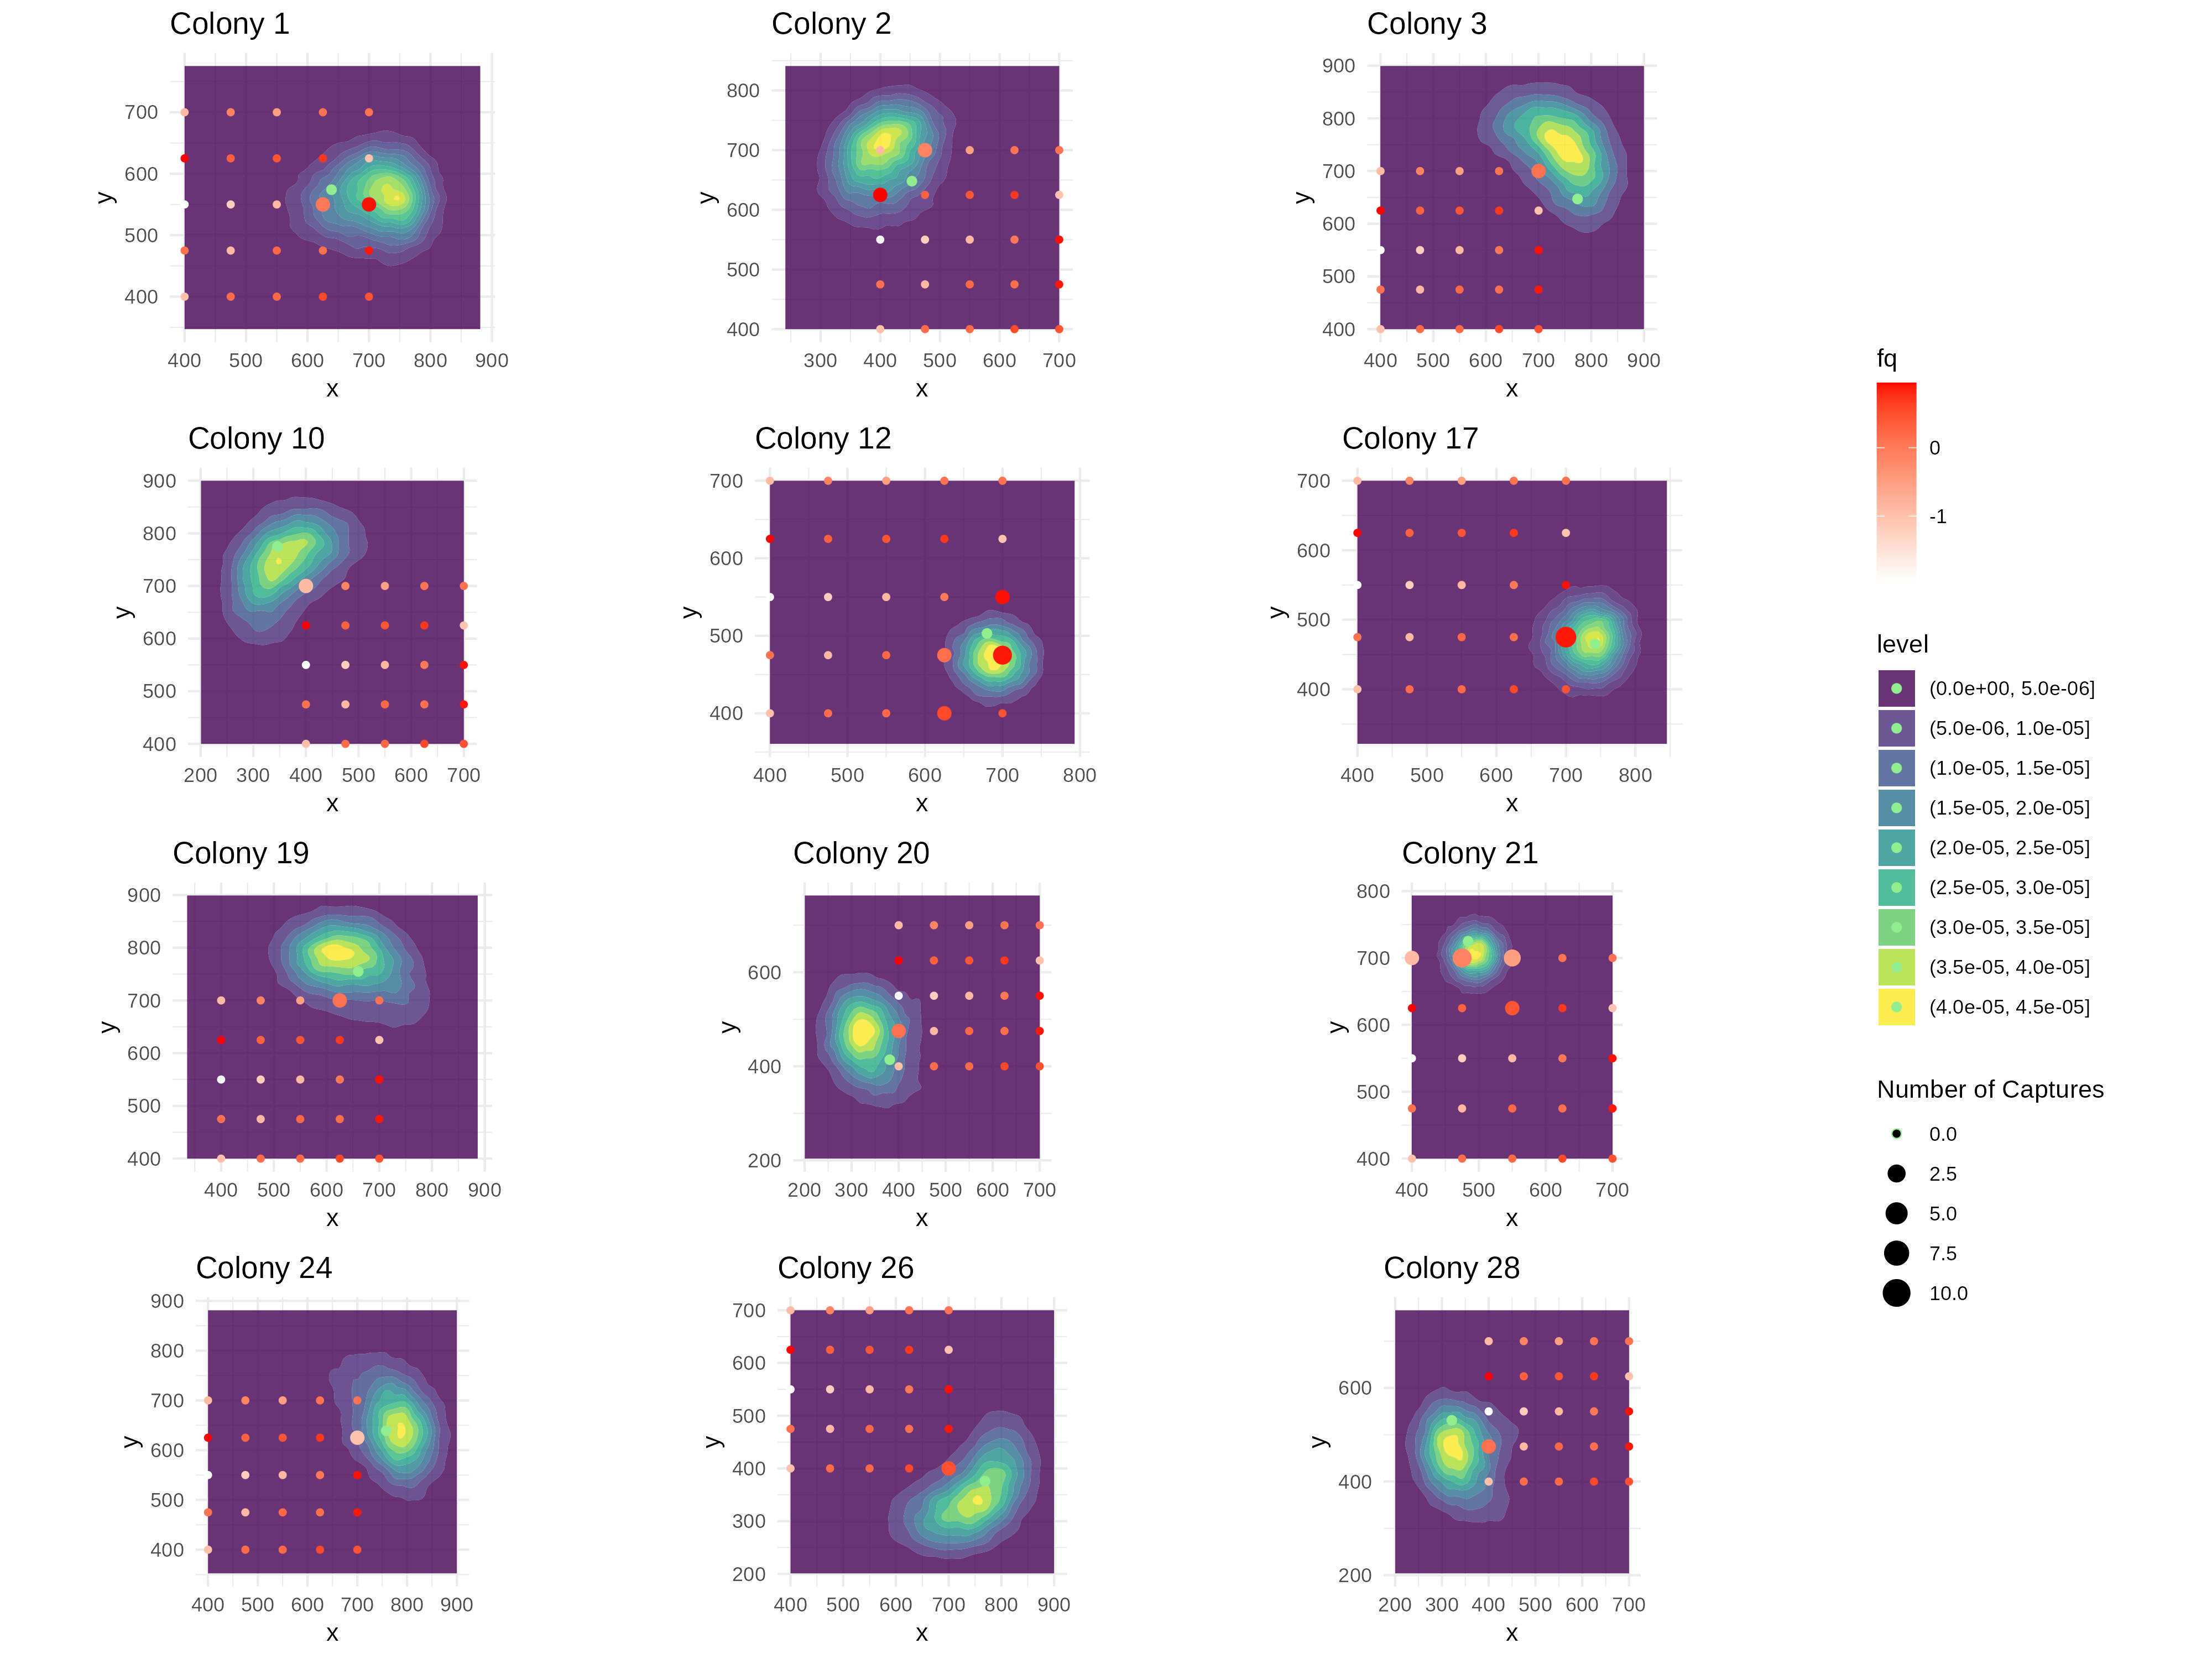 Colony 1
Colony 2
Colony 3
700
600
500
400
y
400 500 600 700 800 900
x
800
700
600
500
400
y
300 400 500 600 700
x
900
800
700
600
500
400
y
400 500 600 700 800 900
x
Colony 10
Colony 12
Colony 17
900
800
700
600
500
400
y
200 300 400 500 600 700
x
700
600
500
400
y
400 500 600 700 800
x
700
600
500
400
y
400 500 600 700 800
x
Colony 19
Colony 20
Colony 21
900
800
700
600
500
400
y
400 500 600 700 800 900
x
600
400
200
y
200 300 400 500 600 700
x
800
700
600
500
400
y
400 500 600 700
x
Colony 24
Colony 26
Colony 28
900
800
700
600
500
400
y
400 500 600 700 800 900
x
700
600
500
400
300
200
y
400 500 600 700 800 900
x
600
400
200
y
200 300 400 500 600 700
x
fq
0
-1
level
(0.0e+00, 5.0e-06]
(5.0e-06, 1.0e-05]
(1.0e-05, 1.5e-05]
(1.5e-05, 2.0e-05]
(2.0e-05, 2.5e-05]
(2.5e-05, 3.0e-05]
(3.0e-05, 3.5e-05]
(3.5e-05, 4.0e-05]
(4.0e-05, 4.5e-05]
Number of Captures
0.0
2.5
5.0
7.5
10.0